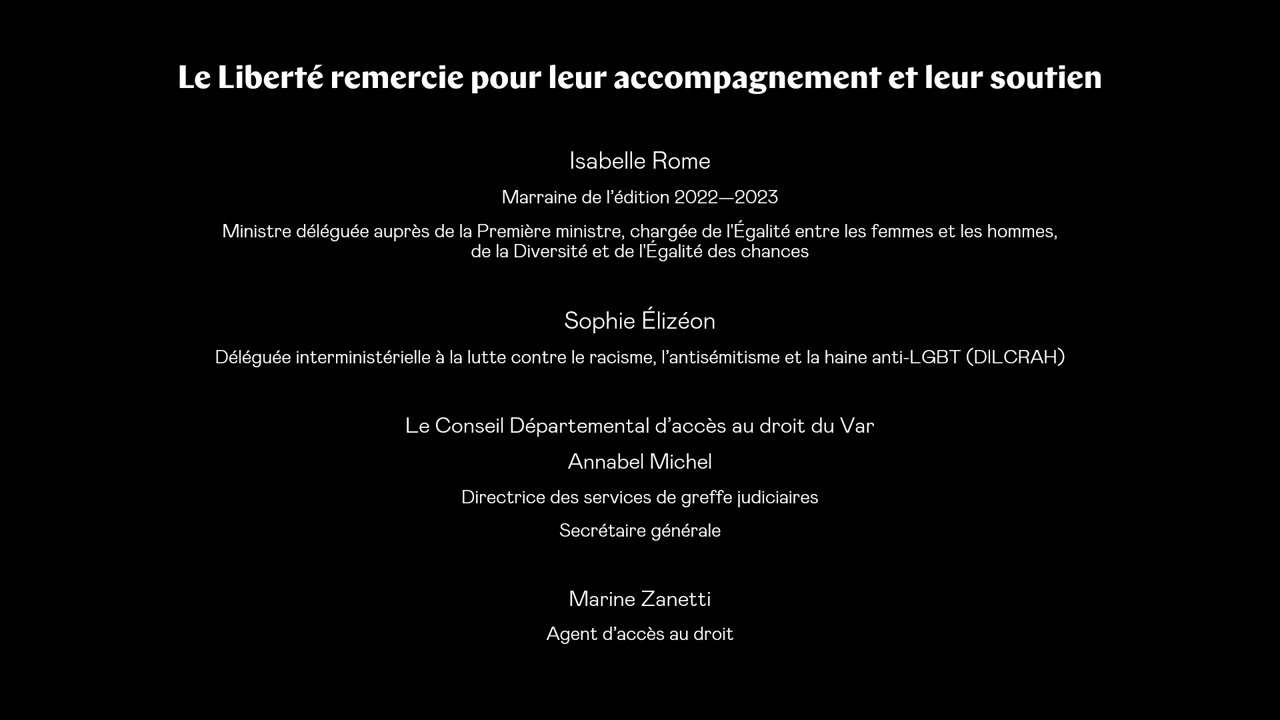 Le Liberté remercie pour leur accompagnement et leur soutien
Isabelle Rome
Marraine de l’édition 2022—2023
Ministre déléguée auprès de la Première ministre, chargée de l'Égalité entre les femmes et les hommes,
de la Diversité et de l'Égalité des chances
Sophie Élizéon
Déléguée interministérielle à la lutte contre le racisme, l’antisémitisme et la haine anti-LGBT (DILCRAH)
Le Conseil Départemental d’accès au droit du Var
Annabel Michel
Directrice des services de greffe judiciaires
Secrétaire générale
Marine Zanetti
Agent d’accès au droit